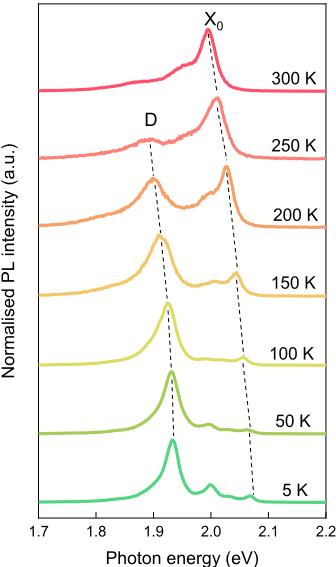 X₀
D
300 K
250 K
200 K
150 K
100 K
50 K
5 K
Normalised PL intensity (a.u.)
1.7 1.8 1.9 2.0 2.1 2.2
Photon energy (eV)